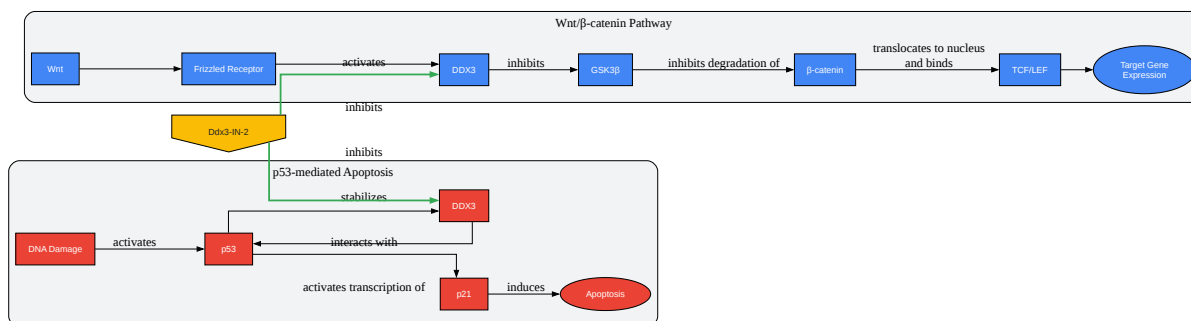 Wnt/β-catenin Pathway
Wnt
Frizzled Receptor
activates
DDX3
inhibits
GSK3β
inhibits degradation of
β-catenin
translocates to nucleus
and binds
TCF/LEF
Target Gene
Expression
inhibits
Ddx3-IN-2
inhibits
p53-mediated Apoptosis
stabilizes
DDX3
DNA Damage
activates
p53
interacts with
activates transcription of
p21
induces
Apoptosis